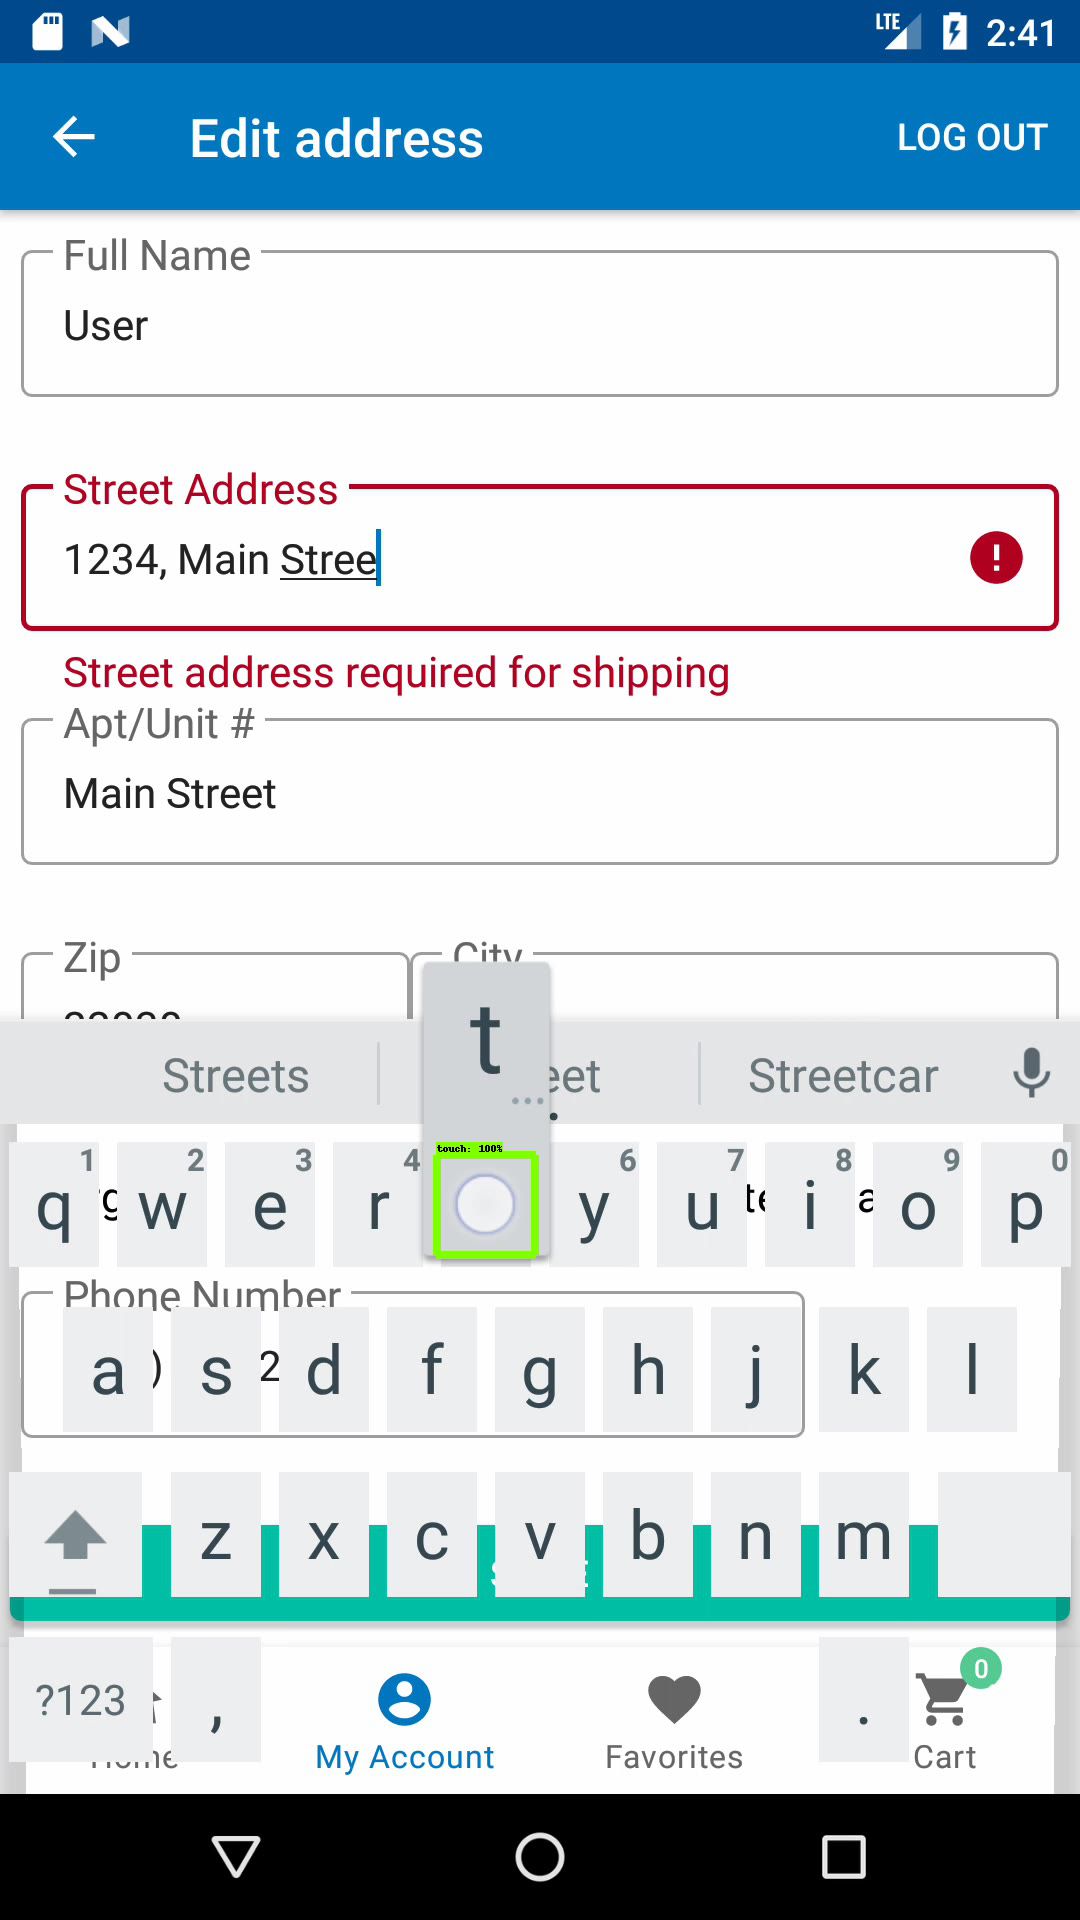 LTE 2:41
Edit address LOG OUT
Full Name
User
Street Address
1234, Main Stree
!
Street address required for shipping
Apt/Unit #
Main Street
Zip City
t
Streets eet Streetcar
touch: 100%
1 2 3 4 6 7 8 9 0
q w e r y u i o p
Phone Number
a s d f g h j k l
z x c v b n m
?123 , . 0
Home My Account Favorites Cart